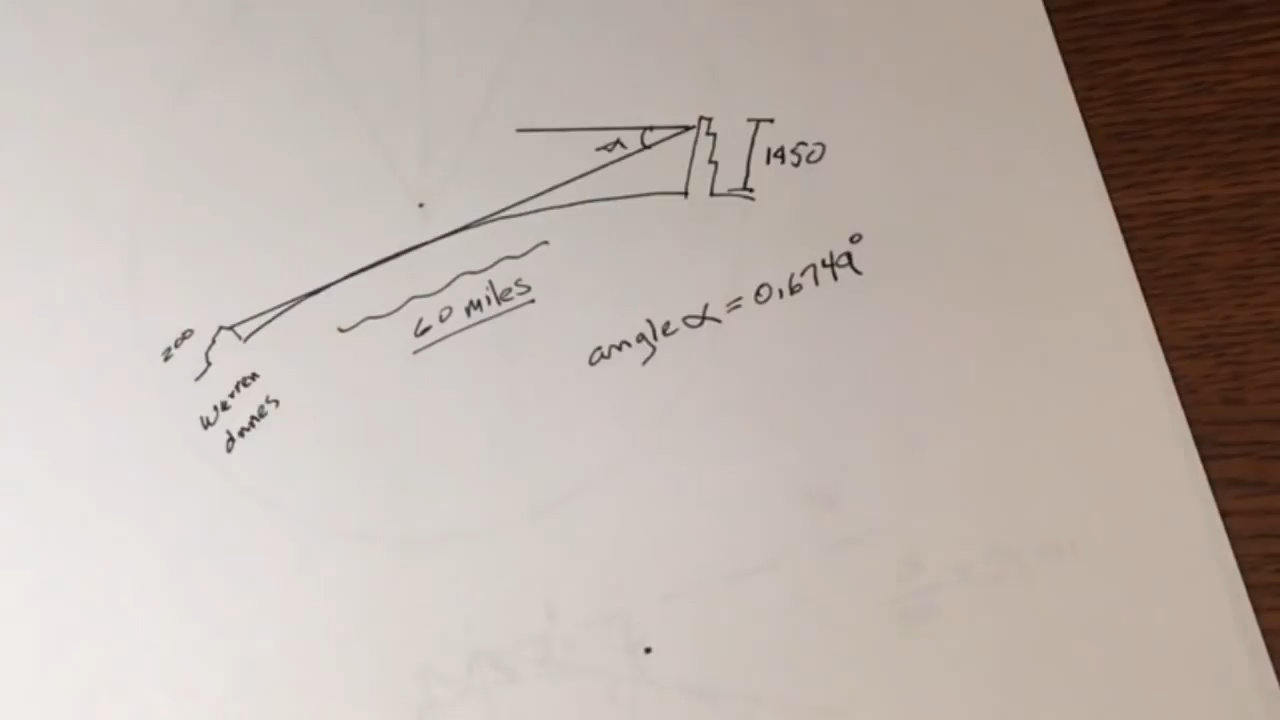 α
1450
60 miles
angle α = 0.6749°
200
Warren
dunes